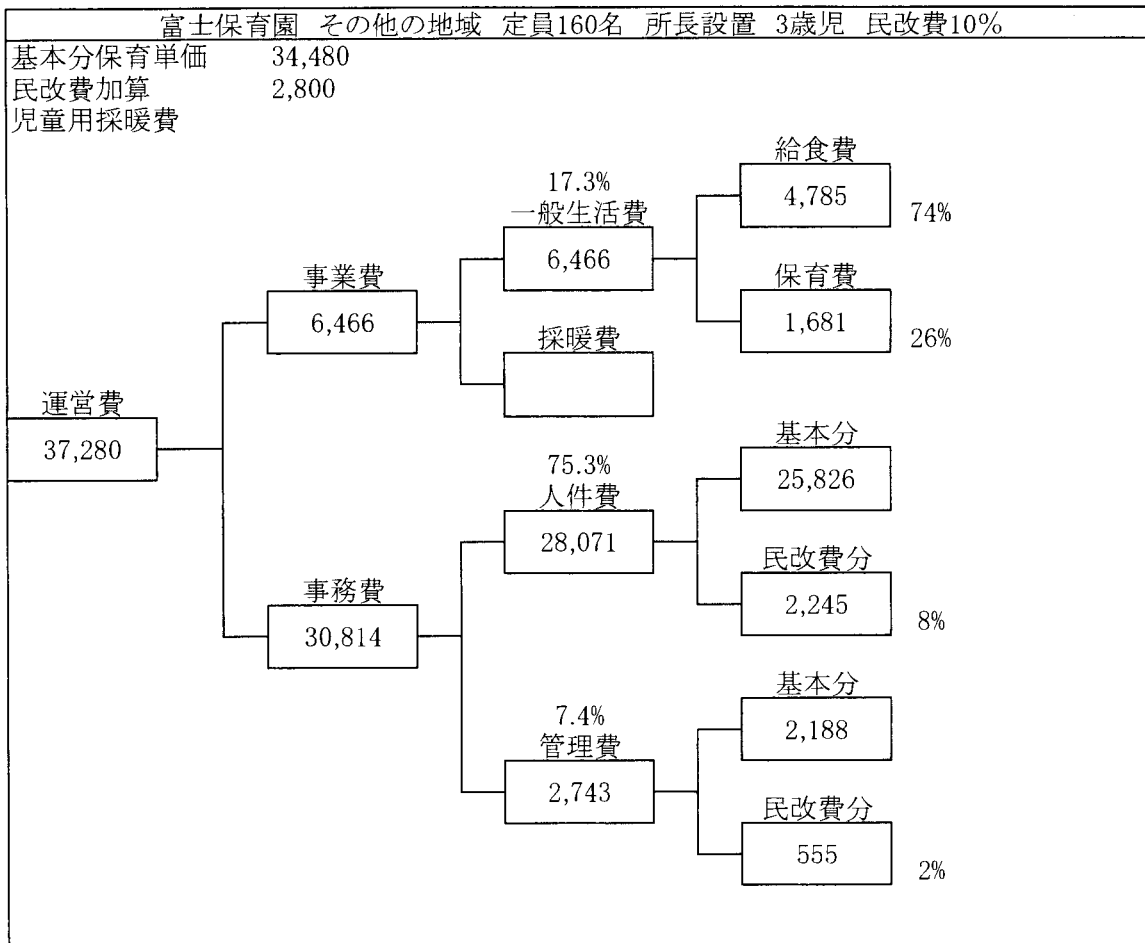 富士保育園 その他の地域 定員160名 所長設置 3歳児 民改費10%
基本分保育単価 34,480
民改費加算 2,800
児童用採暖費
運営費
37,280
事業費
6,466
17.3%
一般生活費
6,466
給食費
4,785
74%
保育費
1,681
26%
採暖費
事務費
30,814
75.3%
人件費
28,071
基本分
25,826
民改費分
2,245
8%
7.4%
管理費
2,743
基本分
2,188
民改費分
555
2%